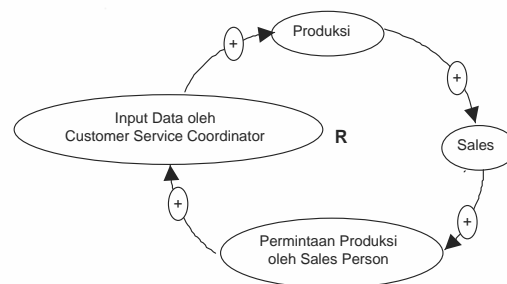 Produksi
+
+
Input Data oleh
Customer Service Coordinator
R
Sales
+
+
Permintaan Produksi
oleh Sales Person